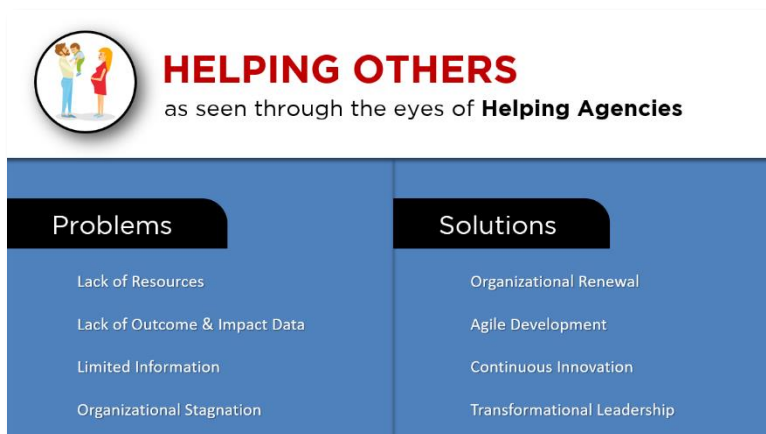 HELPING OTHERS
as seen through the eyes of Helping Agencies
Problems
Lack of Resources
Lack of Outcome & Impact Data
Limited Information
Organizational Stagnation
Solutions
Organizational Renewal
Agile Development
Continuous Innovation
Transformational Leadership